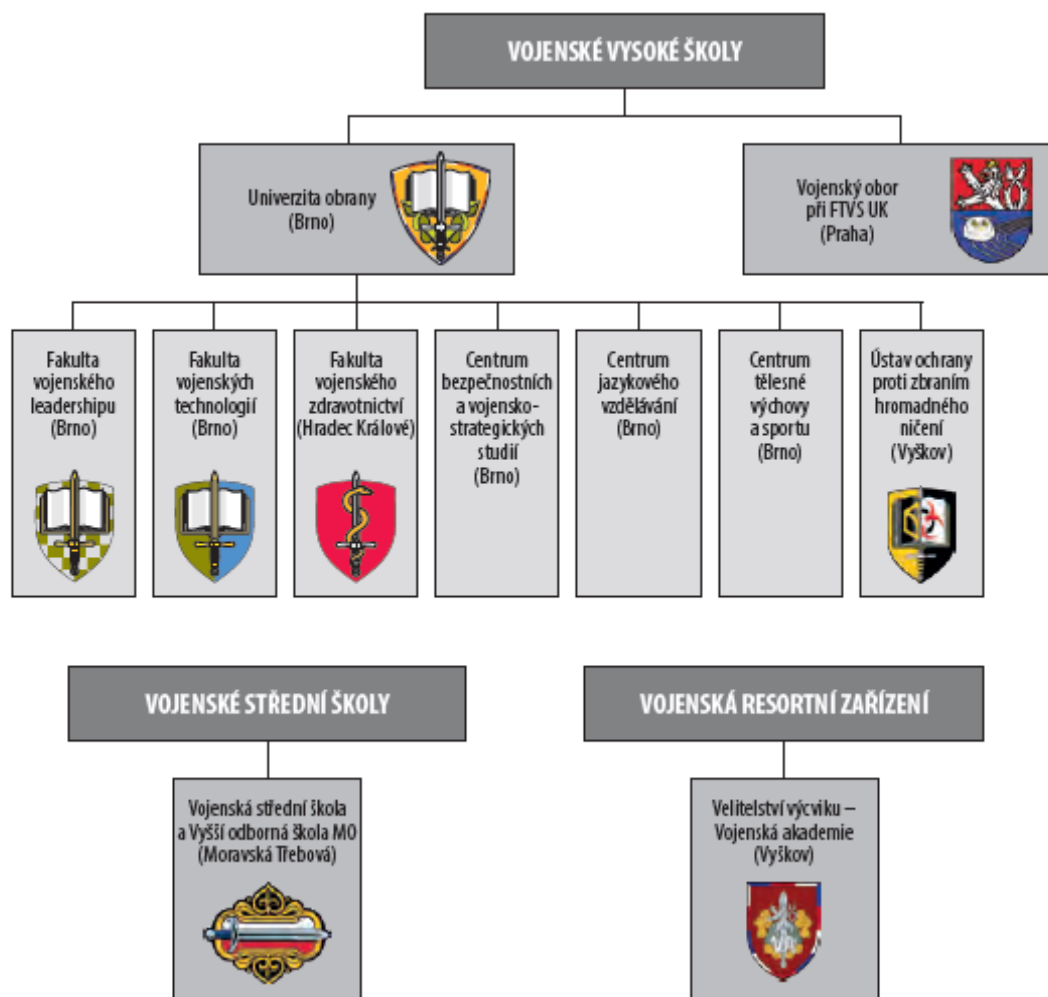 VOJENSKÉ VYSOKÉ ŠKOLY
Univerzita obrany
(Brno)
Vojenský obor
při FTVS UK
(Praha)
Fakulta
vojenského
leadershipu
(Brno)
Fakulta
vojenských
technologií
(Brno)
Fakulta
vojenského
zdravotnictví
(Hradec Králové)
Centrum
bezpečnostních
a vojensko-
strategických
studií
(Brno)
Centrum
jazykového
vzdělávání
(Brno)
Centrum
tělesné
výchovy
a sportu
(Brno)
Ústav ochrany
proti zbraním
hromadného
ničení
(Vyškov)
VOJENSKÉ STŘEDNÍ ŠKOLY
Vojenská střední škola
a Vyšší odborná škola MO
(Moravská Třebová)
VOJENSKÁ RESORTNÍ ZAŘÍZENÍ
Velitelství výcviku –
Vojenská akademie
(Vyškov)